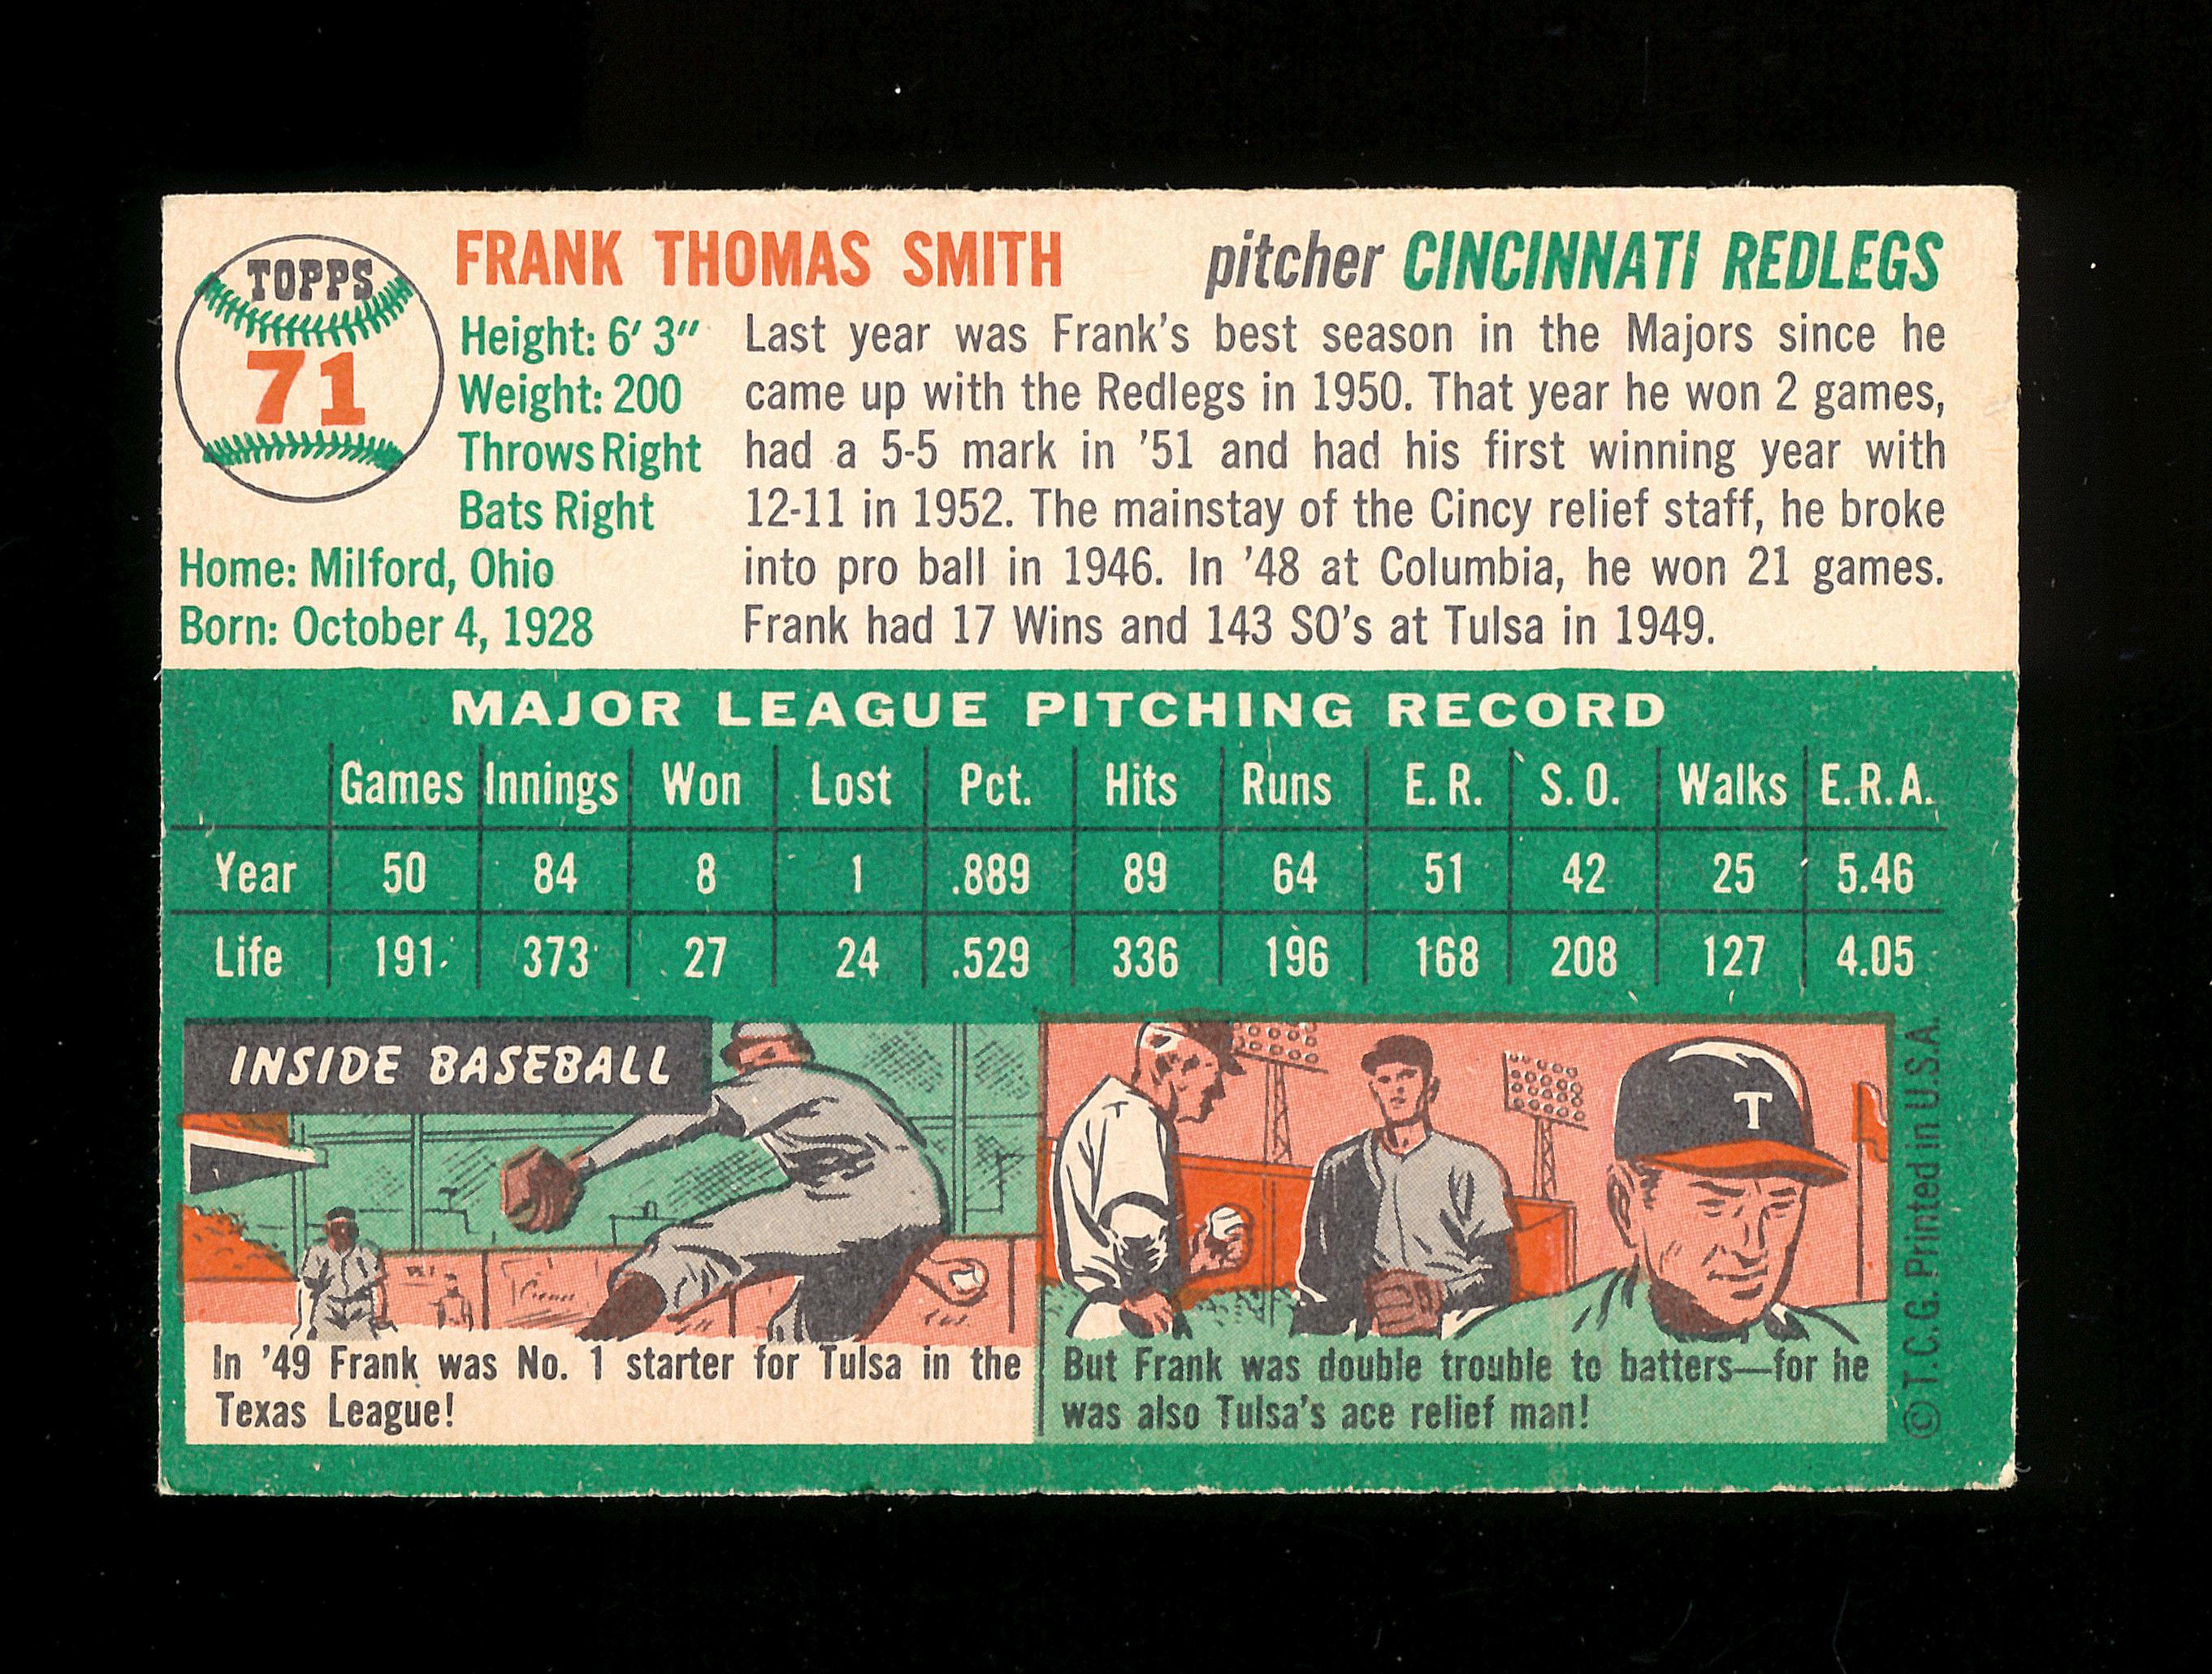 TOPPS
71
FRANK THOMAS SMITH
pitcher CINCINNATI REDLEGS
Height: 6′ 3″
Weight: 200
Throws Right
Bats Right
Home: Milford, Ohio
Born: October 4, 1928
Last year was Frank's best season in the Majors since he
came up with the Redlegs in 1950. That year he won 2 games,
had a 5-5 mark in '51 and had his first winning year with
12-11 in 1952. The mainstay of the Cincy relief staff, he broke
into pro ball in 1946. In '48 at Columbia, he won 21 games.
Frank had 17 Wins and 143 SO's at Tulsa in 1949.
MAJOR LEAGUE PITCHING RECORD
Games Innings Won Lost Pct. Hits Runs E. R. S. O. Walks E. R. A.
Year 50 84 8 1 .889 89 64 51 42 25 5.46
Life 191 373 27 24 .529 336 196 168 208 127 4.05
INSIDE BASEBALL
T
In '49 Frank was No. 1 starter for Tulsa in the
Texas League!
But Frank was double trouble to batters—for he
was also Tulsa's ace relief man!
© T.C.G. Printed in U.S.A.